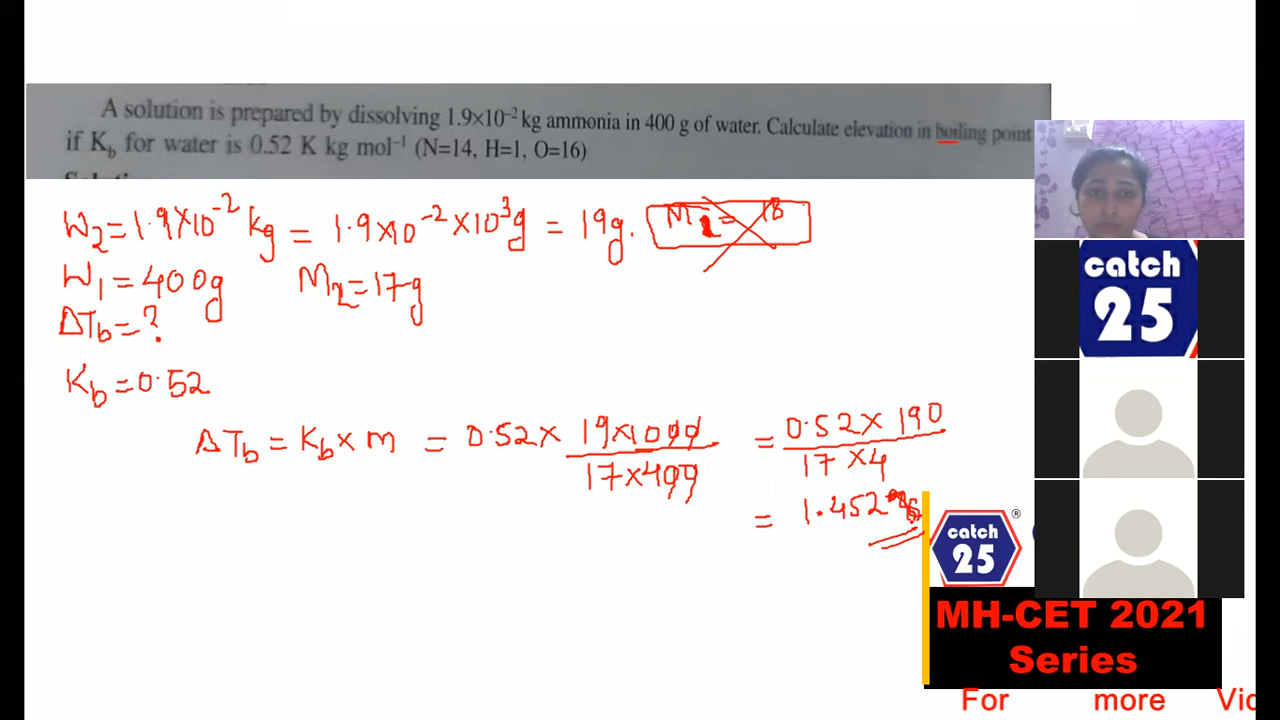 A solution is prepared by dissolving 1.9×10⁻² kg ammonia in 400 g of water. Calculate elevation in boiling point
if K_b for water is 0.52 K kg mol⁻¹ (N=14, H=1, O=16)
W₂=1.9×10⁻² kg = 1.9×10⁻²×10³g = 19g. M₂= 18
W₁=400g M₂=17g
ΔT_b=?
K_b=0.52
ΔT_b = K_b × m = 0.52× 19×1000 / 17×400 = 0.52×190 / 17×4
= 1.452
catch
25
catch
25
®
MH-CET 2021
Series
For more